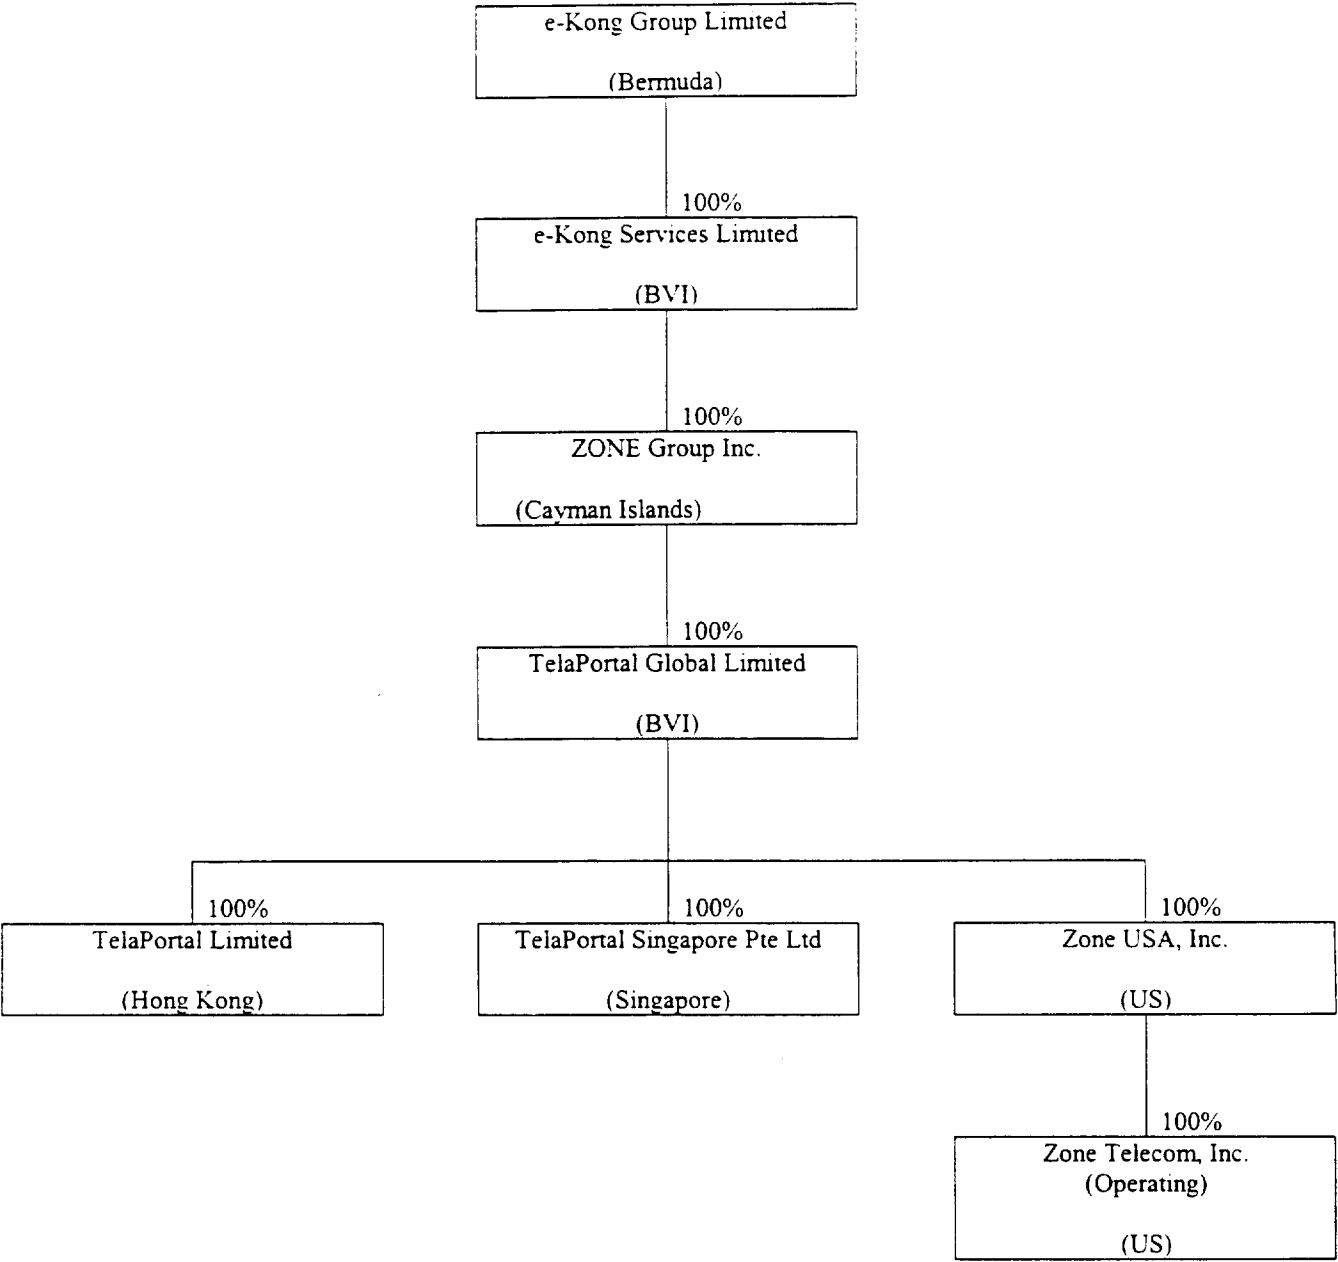 e-Kong Group Limited
(Bermuda)
100%
e-Kong Services Limited
(BVI)
100%
ZONE Group Inc.
(Cayman Islands)
100%
TelaPortal Global Limited
(BVI)
100%
TelaPortal Limited
(Hong Kong)
100%
TelaPortal Singapore Pte Ltd
(Singapore)
100%
Zone USA, Inc.
(US)
100%
Zone Telecom, Inc.
(Operating)
(US)